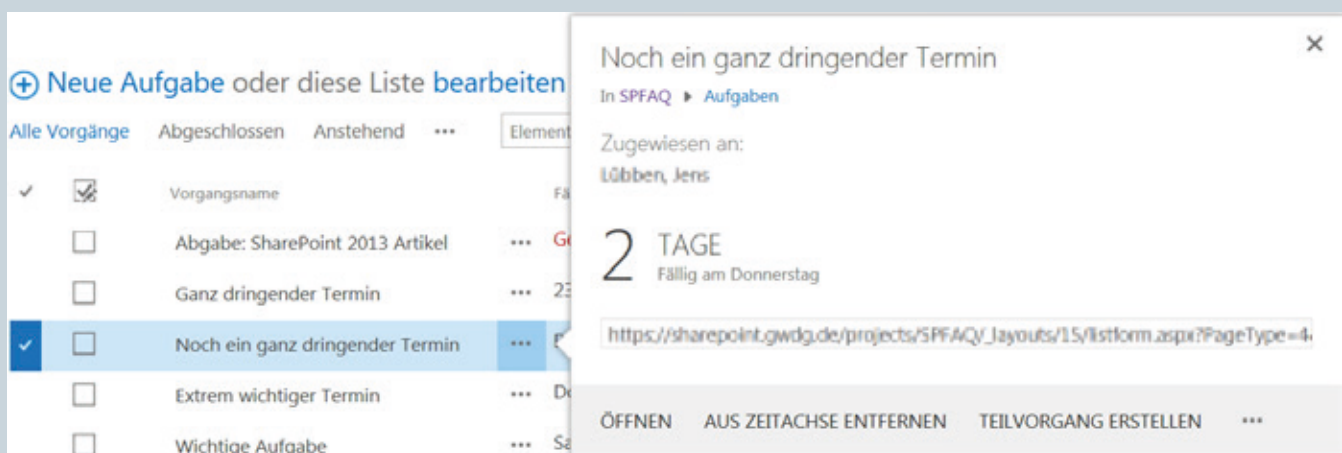 Neue Aufgabe oder diese Liste bearbeiten
Alle Vorgänge Abgeschlossen Anstehend ...
Vorgangsname
Abgabe: SharePoint 2013 Artikel ...
Ganz dringender Termin ... 23
Noch ein ganz dringender Termin ...
Extrem wichtiger Termin ...
Wichtige Aufgabe ...
Noch ein ganz dringender Termin
In SPFAQ ▸ Aufgaben
Zugewiesen an:
Lübben, Jens
2 TAGE
Fällig am Donnerstag
https://sharepoint.gwdg.de/projects/SPFAQ/_layouts/15/listform.aspx?PageType=4
ÖFFNEN AUS ZEITACHSE ENTFERNEN TEILVORGANG ERSTELLEN ...